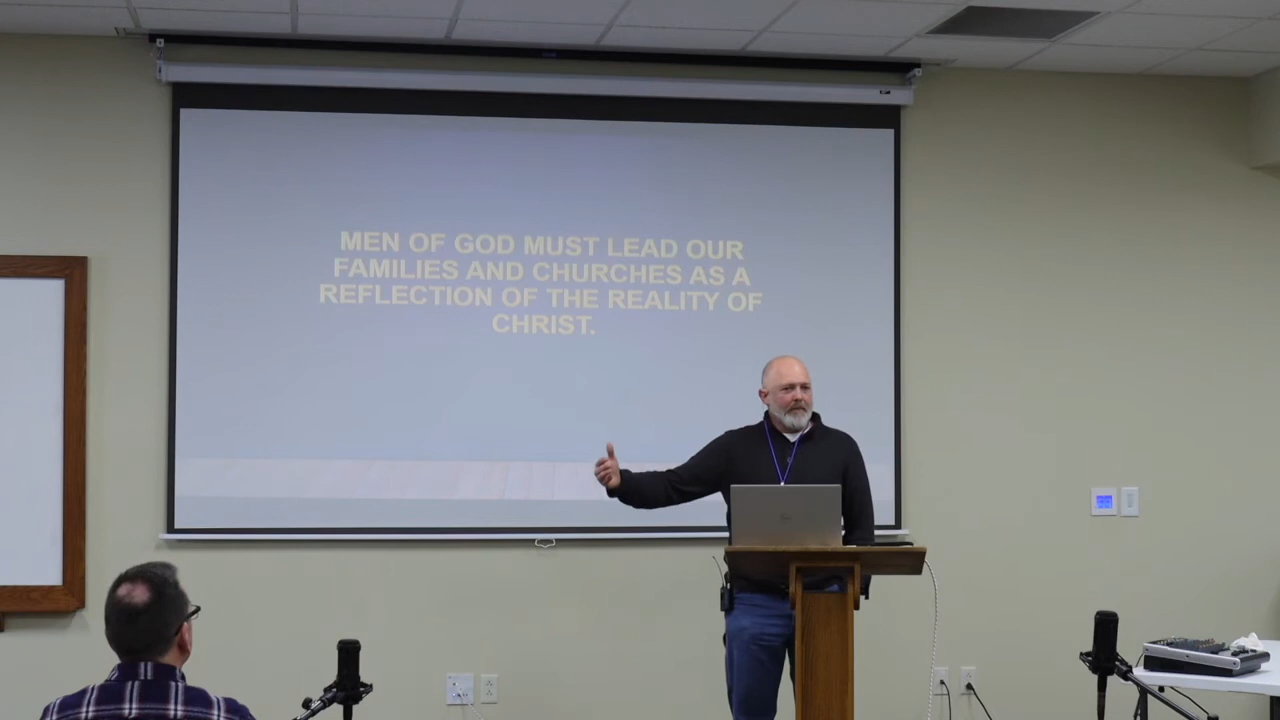 MEN OF GOD MUST LEAD OUR
FAMILIES AND CHURCHES AS A
REFLECTION OF THE REALITY OF
CHRIST.